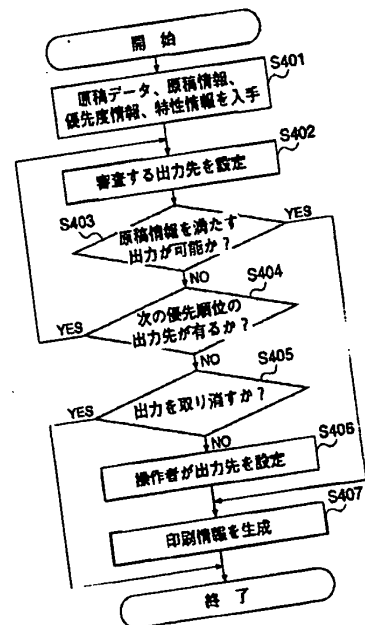 開始
S401
原稿データ、原稿情報、
優先度情報、特性情報を入手
S402
審査する出力先を設定
S403
原稿情報を満たす
出力が可能か?
YES
NO
S404
次の優先順位の
出力先が有るか?
YES
NO
S405
出力を取り消すか?
YES
NO
S406
操作者が出力先を設定
S407
印刷情報を生成
終了